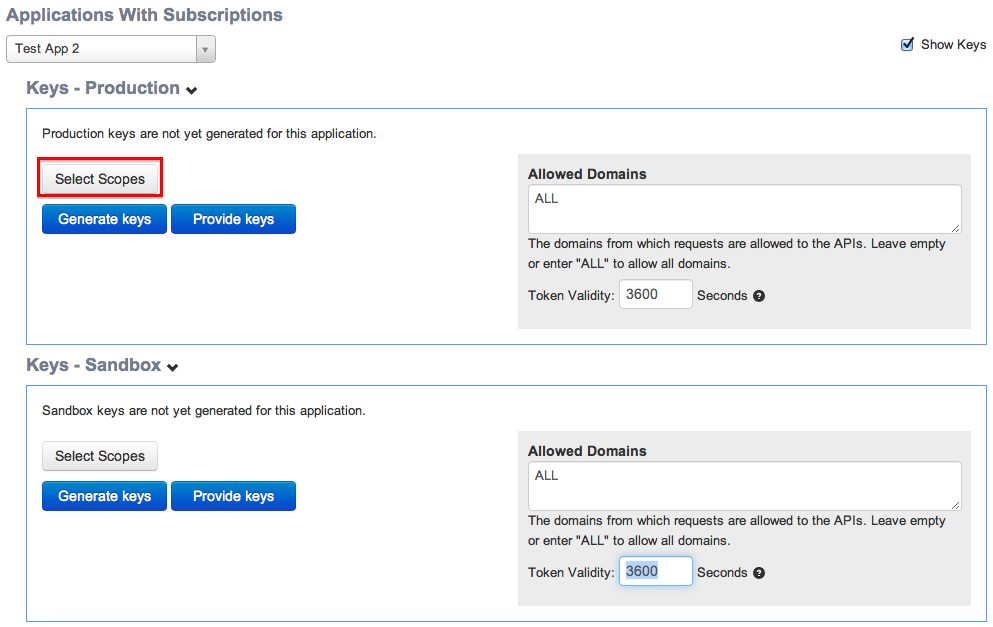 Applications With Subscriptions
Test App 2
Show Keys
Keys - Production
Production keys are not yet generated for this application.
Select Scopes
Generate keys
Provide keys
Allowed Domains
ALL
The domains from which requests are allowed to the APIs. Leave empty
or enter "ALL" to allow all domains.
Token Validity: 3600 Seconds ?
Keys - Sandbox
Sandbox keys are not yet generated for this application.
Select Scopes
Generate keys
Provide keys
Allowed Domains
ALL
The domains from which requests are allowed to the APIs. Leave empty
or enter "ALL" to allow all domains.
Token Validity: 3600 Seconds ?